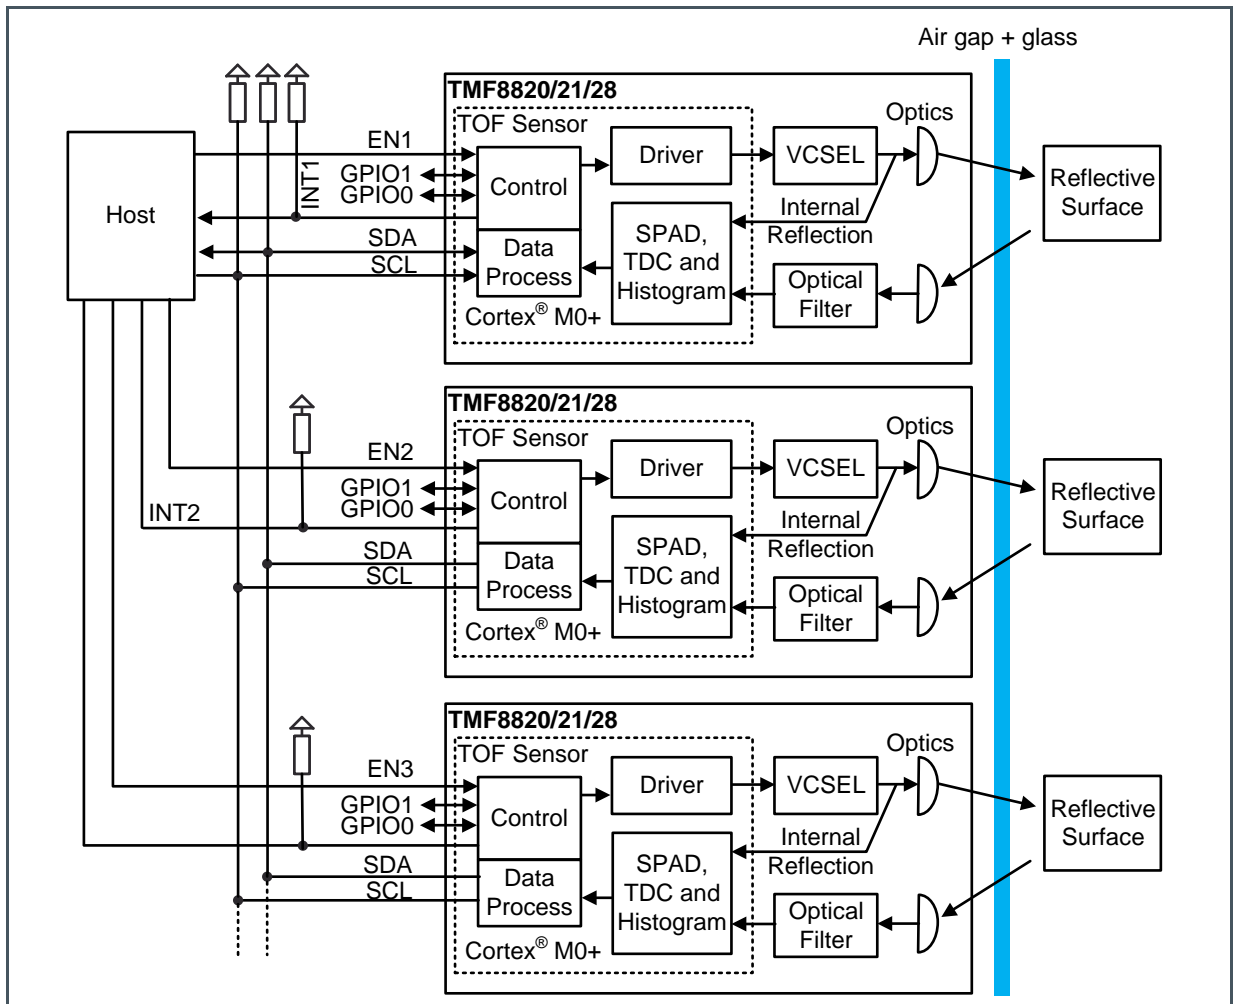 Air gap + glass
TMF8820/21/28
TOF Sensor
Optics
EN1
Driver
VCSEL
GPIO1
GPIO0
INT1
Control
Host
Reflective
Surface
Internal
Reflection
SDA
SCL
Data
Process
SPAD,
TDC and
Histogram
Optical
Filter
Cortex® M0+
TMF8820/21/28
TOF Sensor
Optics
EN2
Driver
VCSEL
GPIO1
GPIO0
Control
Reflective
Surface
INT2
Internal
Reflection
SDA
SCL
Data
Process
SPAD,
TDC and
Histogram
Optical
Filter
Cortex® M0+
TMF8820/21/28
TOF Sensor
Optics
EN3
Driver
VCSEL
GPIO1
GPIO0
Control
Reflective
Surface
Internal
Reflection
SDA
SCL
Data
Process
SPAD,
TDC and
Histogram
Optical
Filter
Cortex® M0+